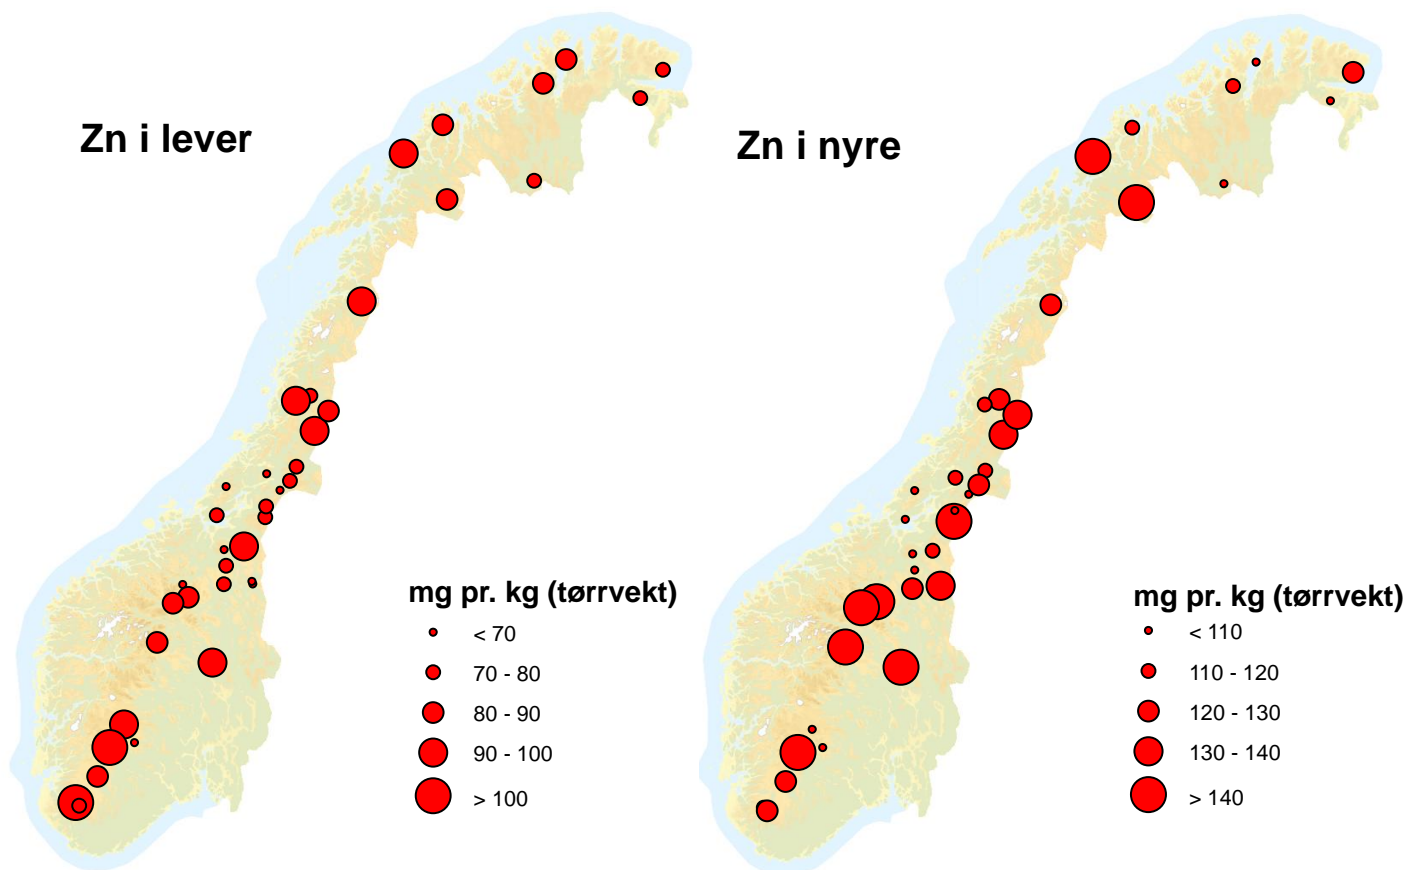 Zn i lever
Zn i nyre
mg pr. kg (tørrvekt)
< 70
70 - 80
80 - 90
90 - 100
> 100
mg pr. kg (tørrvekt)
< 110
110 - 120
120 - 130
130 - 140
> 140